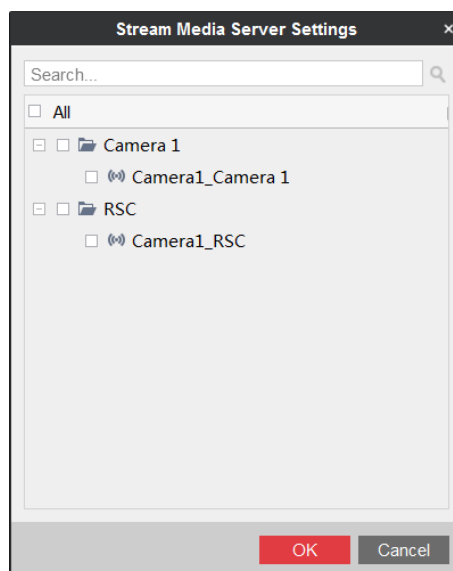 Stream Media Server Settings ×
Search...
All
Camera 1
Camera1_Camera 1
RSC
Camera1_RSC
OK Cancel